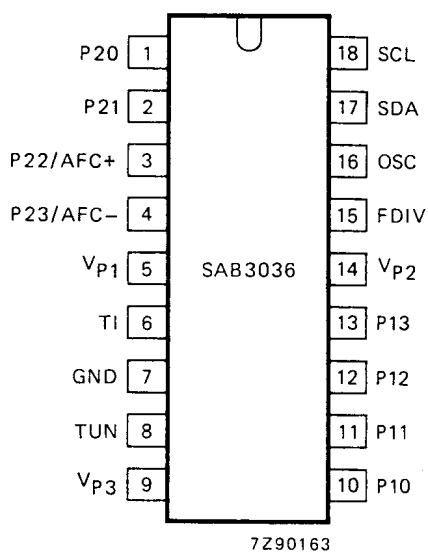 P20 1 18 SCL
P21 2 17 SDA
P22/AFC+ 3 16 OSC
P23/AFC− 4 15 FDIV
VP1 5 SAB3036 14 VP2
TI 6 13 P13
GND 7 12 P12
TUN 8 11 P11
VP3 9 10 P10
7Z90163